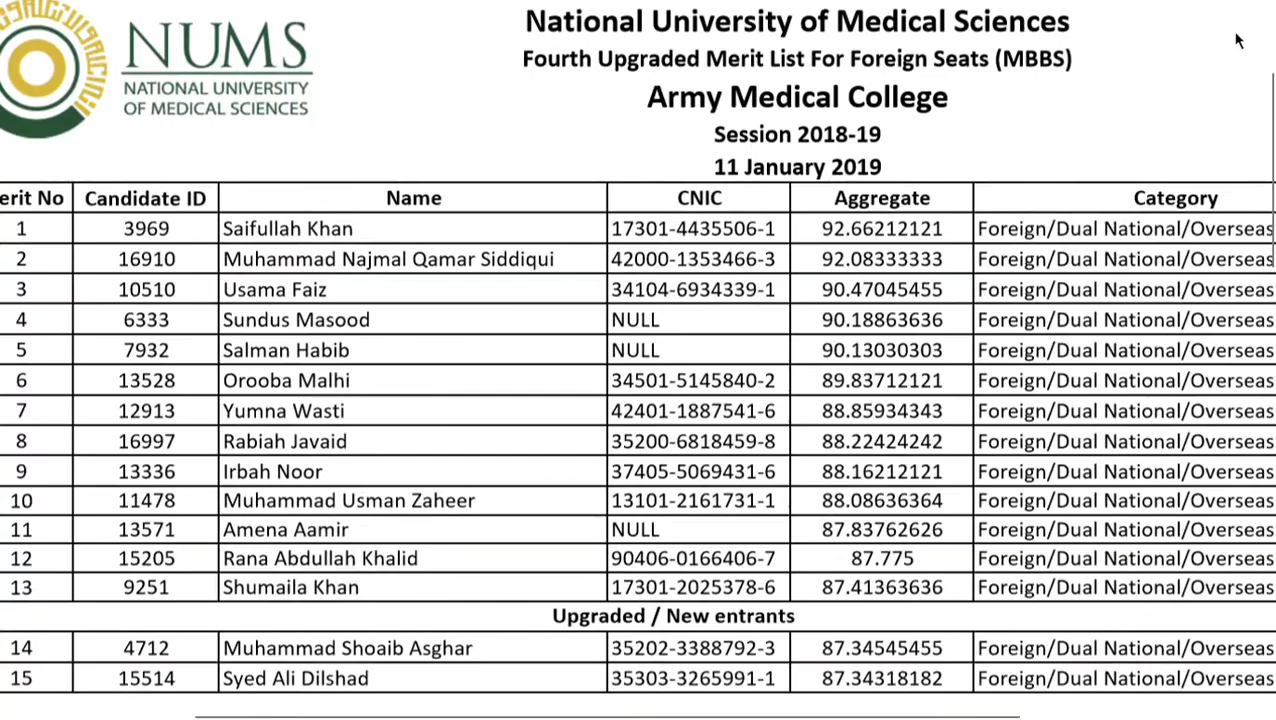 NUMS
NATIONAL UNIVERSITY
OF MEDICAL SCIENCES
National University of Medical Sciences
Fourth Upgraded Merit List For Foreign Seats (MBBS)
Army Medical College
Session 2018-19
11 January 2019
erit No Candidate ID Name CNIC Aggregate Category
1 3969 Saifullah Khan 17301-4435506-1 92.66212121 Foreign/Dual National/Overseas
2 16910 Muhammad Najmal Qamar Siddiqui 42000-1353466-3 92.08333333 Foreign/Dual National/Overseas
3 10510 Usama Faiz 34104-6934339-1 90.47045455 Foreign/Dual National/Overseas
4 6333 Sundus Masood NULL 90.18863636 Foreign/Dual National/Overseas
5 7932 Salman Habib NULL 90.13030303 Foreign/Dual National/Overseas
6 13528 Orooba Malhi 34501-5145840-2 89.83712121 Foreign/Dual National/Overseas
7 12913 Yumna Wasti 42401-1887541-6 88.85934343 Foreign/Dual National/Overseas
8 16997 Rabiah Javaid 35200-6818459-8 88.22424242 Foreign/Dual National/Overseas
9 13336 Irbah Noor 37405-5069431-6 88.16212121 Foreign/Dual National/Overseas
10 11478 Muhammad Usman Zaheer 13101-2161731-1 88.08636364 Foreign/Dual National/Overseas
11 13571 Amena Aamir NULL 87.83762626 Foreign/Dual National/Overseas
12 15205 Rana Abdullah Khalid 90406-0166406-7 87.775 Foreign/Dual National/Overseas
13 9251 Shumaila Khan 17301-2025378-6 87.41363636 Foreign/Dual National/Overseas
Upgraded / New entrants
14 4712 Muhammad Shoaib Asghar 35202-3388792-3 87.34545455 Foreign/Dual National/Overseas
15 15514 Syed Ali Dilshad 35303-3265991-1 87.34318182 Foreign/Dual National/Overseas